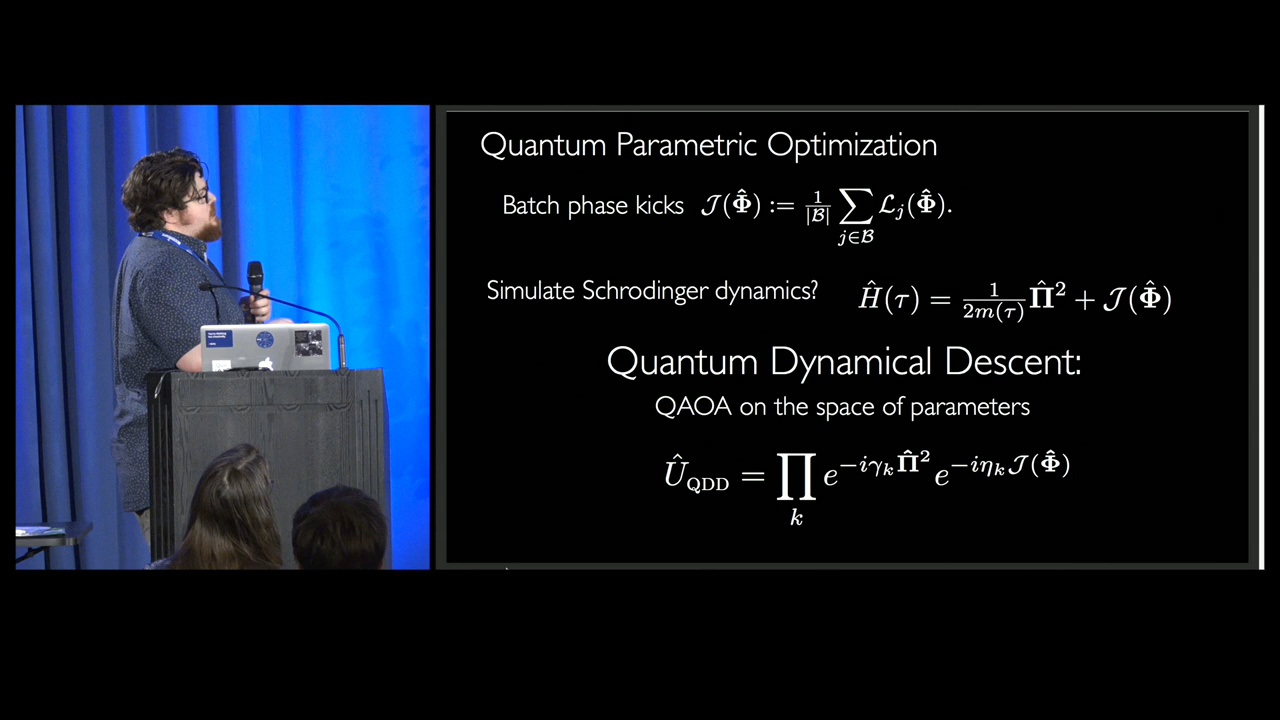 Quantum Parametric Optimization
Batch phase kicks 𝒥(Φ̂) := 1/|ℬ| ∑_{j∈ℬ} ℒ_j(Φ̂).
Simulate Schrodinger dynamics? Ĥ(τ) = 1/2m(τ) Π̂² + 𝒥(Φ̂)
Quantum Dynamical Descent:
QAOA on the space of parameters
Û_QDD = ∏_k e^{−iγ_k Π̂²} e^{−iη_k 𝒥(Φ̂)}